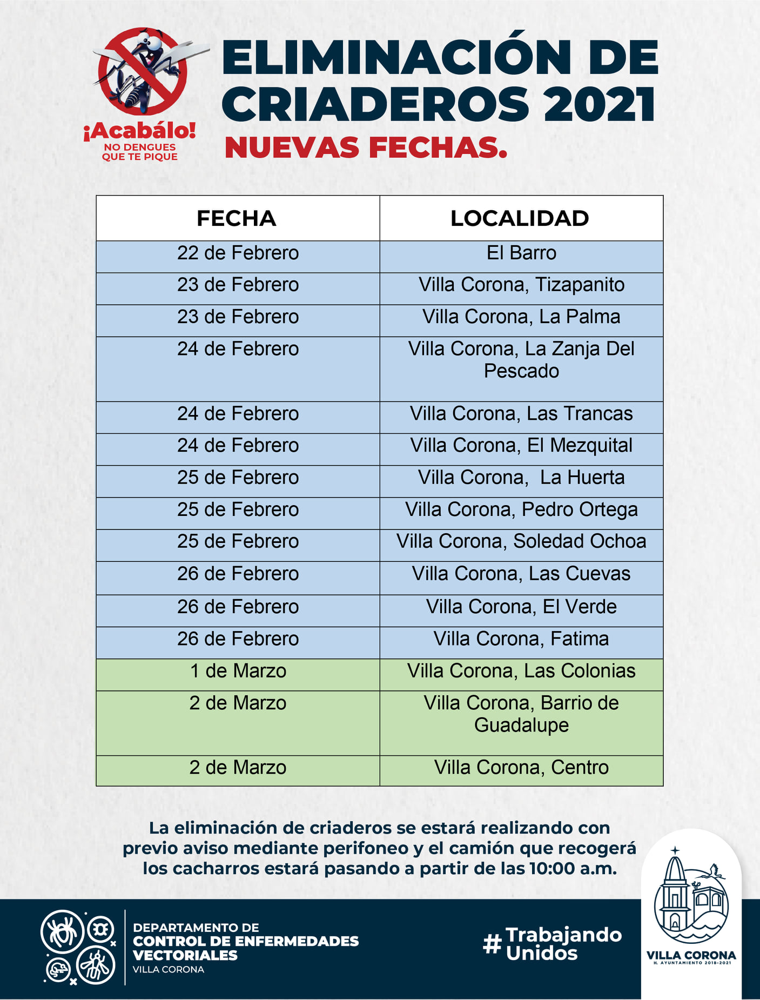 ELIMINACIÓN DE
CRIADEROS 2021
NUEVAS FECHAS.
¡Acabálo!
NO DENGUES
QUE TE PIQUE
FECHA LOCALIDAD
22 de Febrero El Barro
23 de Febrero Villa Corona, Tizapanito
23 de Febrero Villa Corona, La Palma
24 de Febrero Villa Corona, La Zanja Del
Pescado
24 de Febrero Villa Corona, Las Trancas
24 de Febrero Villa Corona, El Mezquital
25 de Febrero Villa Corona, La Huerta
25 de Febrero Villa Corona, Pedro Ortega
25 de Febrero Villa Corona, Soledad Ochoa
26 de Febrero Villa Corona, Las Cuevas
26 de Febrero Villa Corona, El Verde
26 de Febrero Villa Corona, Fatima
1 de Marzo Villa Corona, Las Colonias
2 de Marzo Villa Corona, Barrio de
Guadalupe
2 de Marzo Villa Corona, Centro
La eliminación de criaderos se estará realizando con
previo aviso mediante perifoneo y el camión que recogerá
los cacharros estará pasando a partir de las 10:00 a.m.
DEPARTAMENTO DE
CONTROL DE ENFERMEDADES
VECTORIALES
VILLA CORONA
# Trabajando
Unidos
VILLA CORONA
H. AYUNTAMIENTO 2018-2021